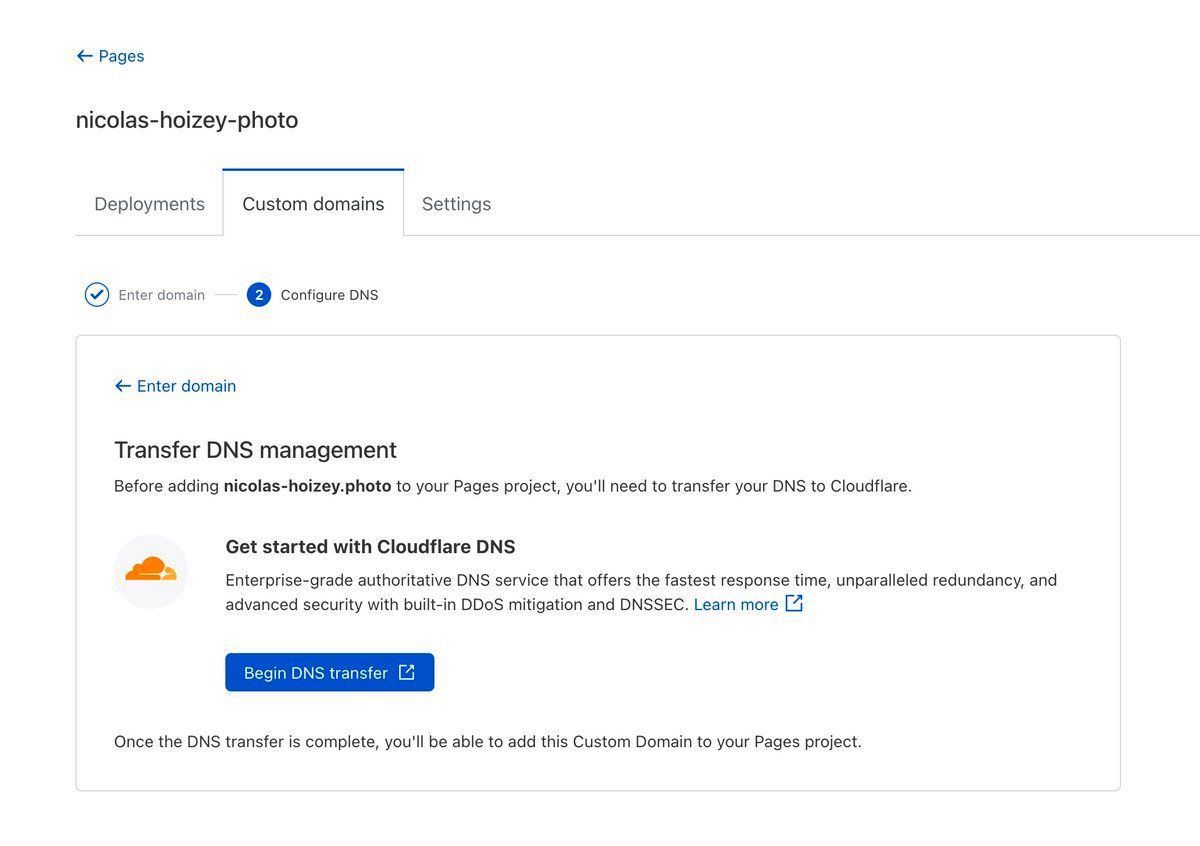 ← Pages
nicolas-hoizey-photo
Deployments
Custom domains
Settings
Enter domain
2 Configure DNS
← Enter domain
Transfer DNS management
Before adding nicolas-hoizey.photo to your Pages project, you'll need to transfer your DNS to Cloudflare.
Get started with Cloudflare DNS
Enterprise-grade authoritative DNS service that offers the fastest response time, unparalleled redundancy, and
advanced security with built-in DDoS mitigation and DNSSEC. Learn more
Begin DNS transfer
Once the DNS transfer is complete, you'll be able to add this Custom Domain to your Pages project.